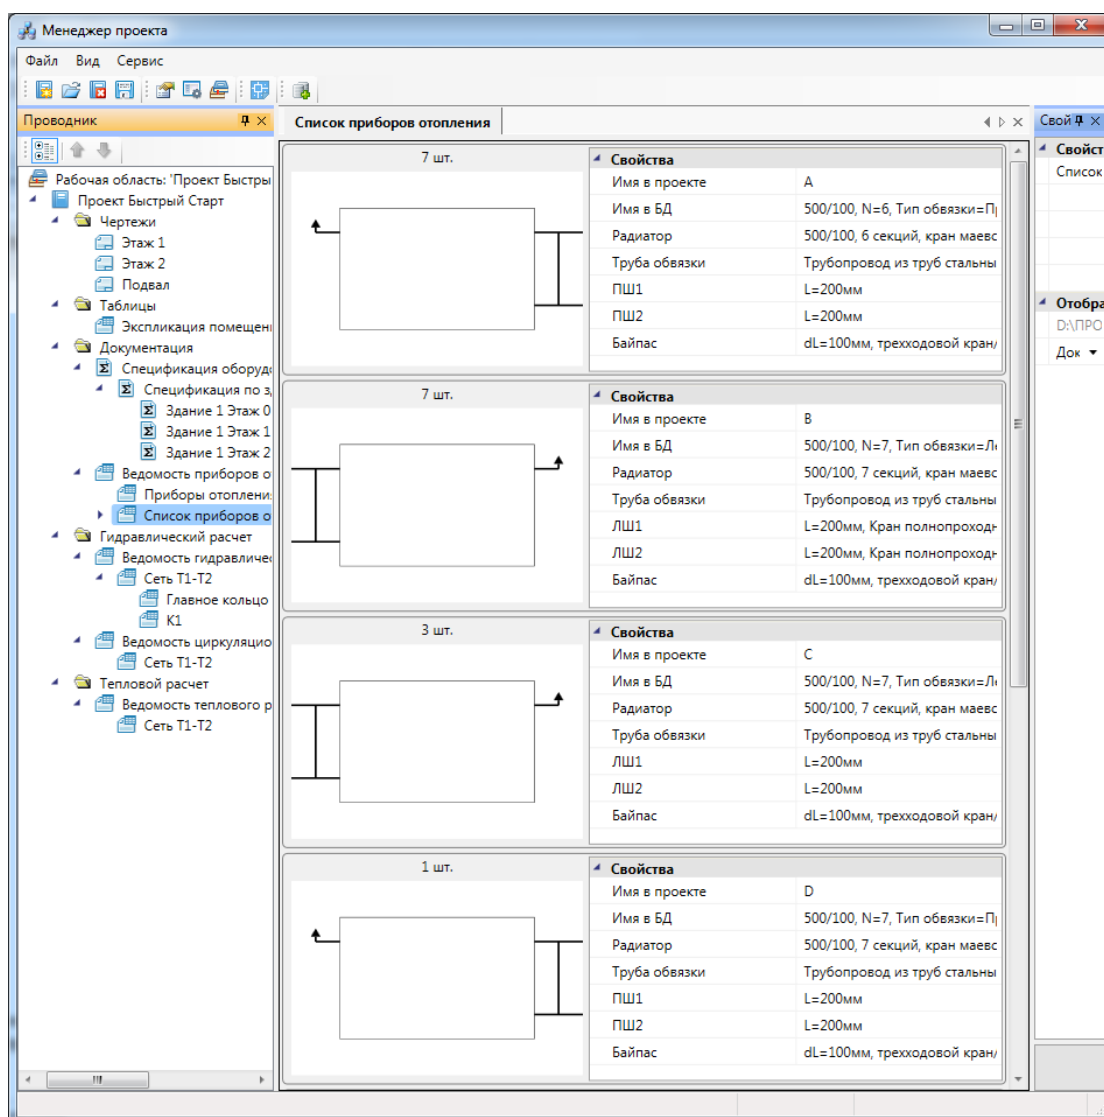 Менеджер проекта
Файл Вид Сервис
Проводник
Рабочая область: 'Проект Быстры
Проект Быстрый Старт
Чертежи
Этаж 1
Этаж 2
Подвал
Таблицы
Экспликация помещен
Документация
Спецификация оборуд
Спецификация по з
Здание 1 Этаж 0
Здание 1 Этаж 1
Здание 1 Этаж 2
Ведомость приборов о
Приборы отоплени
Список приборов о
Гидравлический расчет
Ведомость гидравличе
Сеть Т1-Т2
Главное кольцо
К1
Ведомость циркуляцио
Сеть Т1-Т2
Тепловой расчет
Ведомость теплового р
Сеть Т1-Т2
Список приборов отопления
7 шт.
Свойства
Имя в проекте A
Имя в БД 500/100, N=6, Тип обвязки=П
Радиатор 500/100, 6 секций, кран маевс
Труба обвязки Трубопровод из труб стальны
ПШ1 L=200мм
ПШ2 L=200мм
Байпас dL=100мм, трехходовой кран/
7 шт.
Свойства
Имя в проекте B
Имя в БД 500/100, N=7, Тип обвязки=Л
Радиатор 500/100, 7 секций, кран маевс
Труба обвязки Трубопровод из труб стальны
ЛШ1 L=200мм, Кран полнопроходн
ЛШ2 L=200мм, Кран полнопроходн
Байпас dL=100мм, трехходовой кран/
3 шт.
Свойства
Имя в проекте C
Имя в БД 500/100, N=7, Тип обвязки=Л
Радиатор 500/100, 7 секций, кран маевс
Труба обвязки Трубопровод из труб стальны
ЛШ1 L=200мм
ЛШ2 L=200мм
Байпас dL=100мм, трехходовой кран/
1 шт.
Свойства
Имя в проекте D
Имя в БД 500/100, N=7, Тип обвязки=П
Радиатор 500/100, 7 секций, кран маевс
Труба обвязки Трубопровод из труб стальны
ПШ1 L=200мм
ПШ2 L=200мм
Байпас dL=100мм, трехходовой кран/
Свой
Свойст
Список
Отобра
D:\ПРО
Док